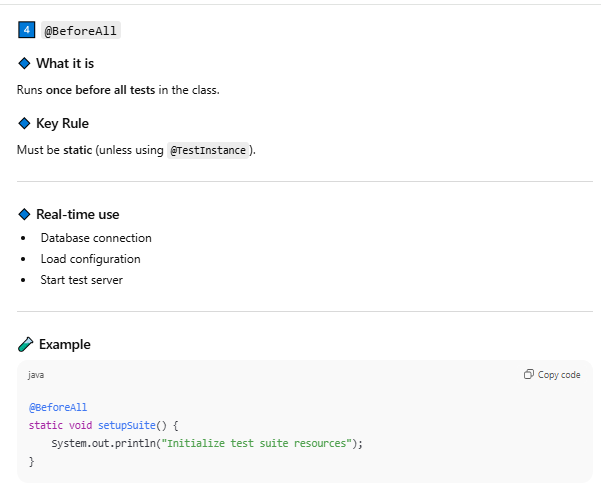 4 @BeforeAll
What it is
Runs once before all tests in the class.
Key Rule
Must be static (unless using @TestInstance).
Real-time use
• Database connection
• Load configuration
• Start test server
Example
java Copy code
@BeforeAll
static void setupSuite() {
    System.out.println("Initialize test suite resources");
}